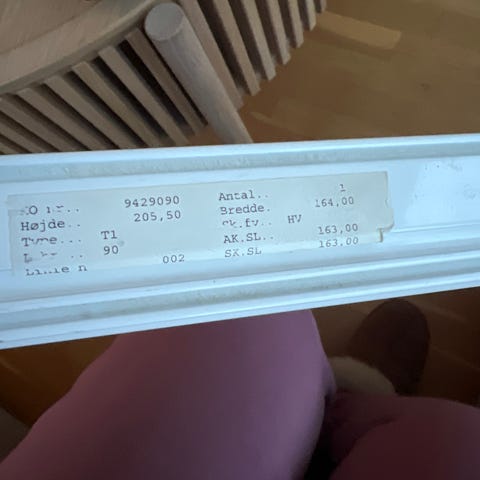 9429090 Antal.. 1
Højde.. 205,50 Bredde. 164,00
T1 HV
90 AK.SL.. 163,00
002 SK.SL 163,00